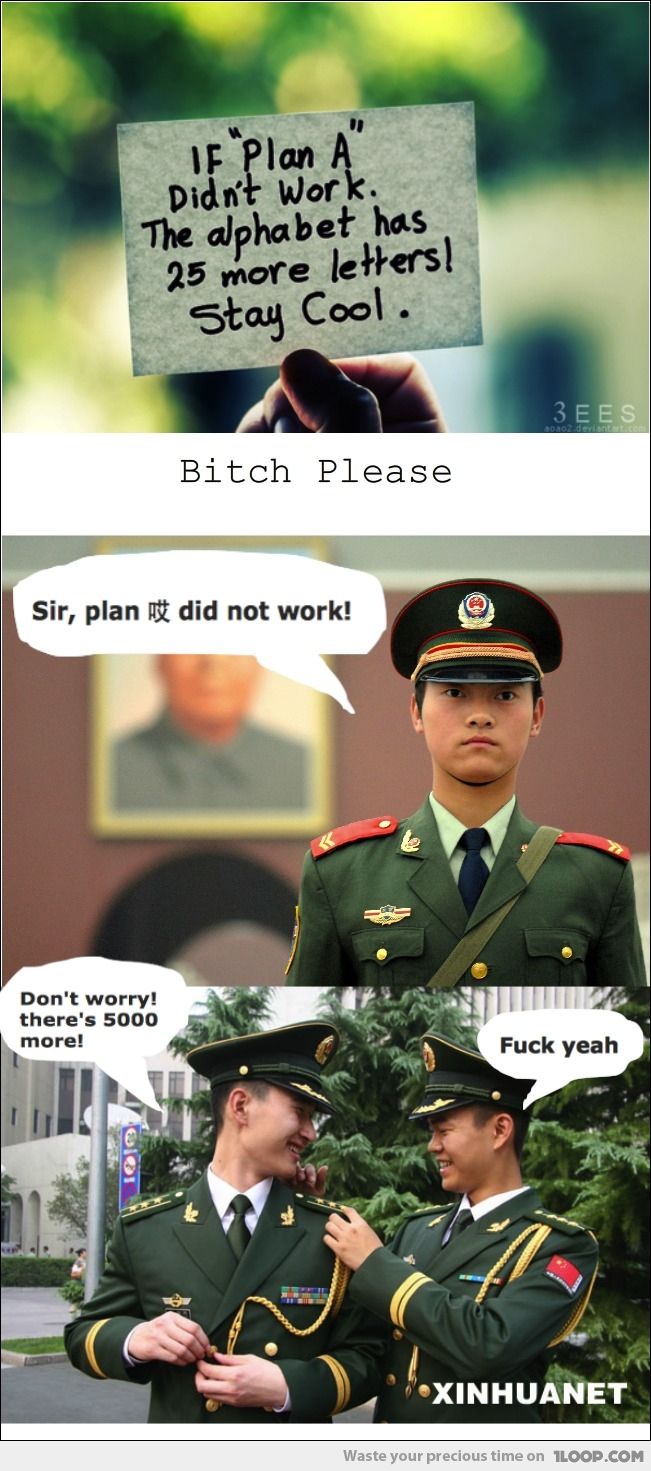 IF "Plan A"
Didn't Work.
The alphabet has
25 more letters!
Stay Cool.
3EES
aoao2.deviantart.com
Bitch Please
Sir, plan 哎 did not work!
Don't worry!
there's 5000
more!
Fuck yeah
XINHUANET
Waste your precious time on 1LOOP.COM